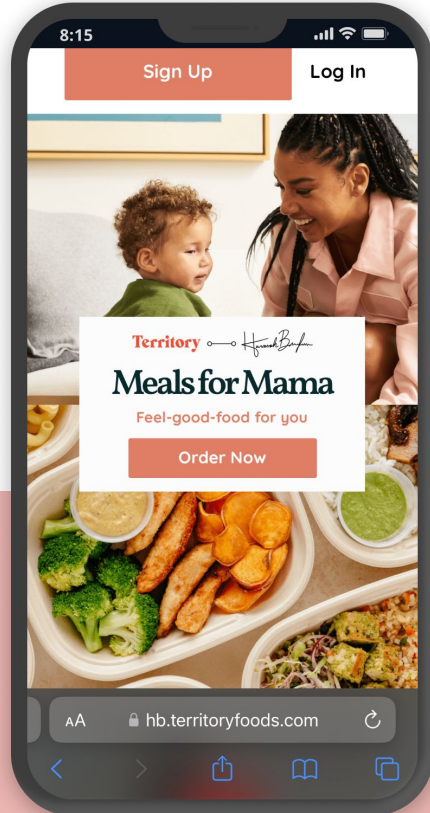 8:15
Sign Up Log In
Territory
Meals for Mama
Feel-good-food for you
Order Now
AA hb.territoryfoods.com